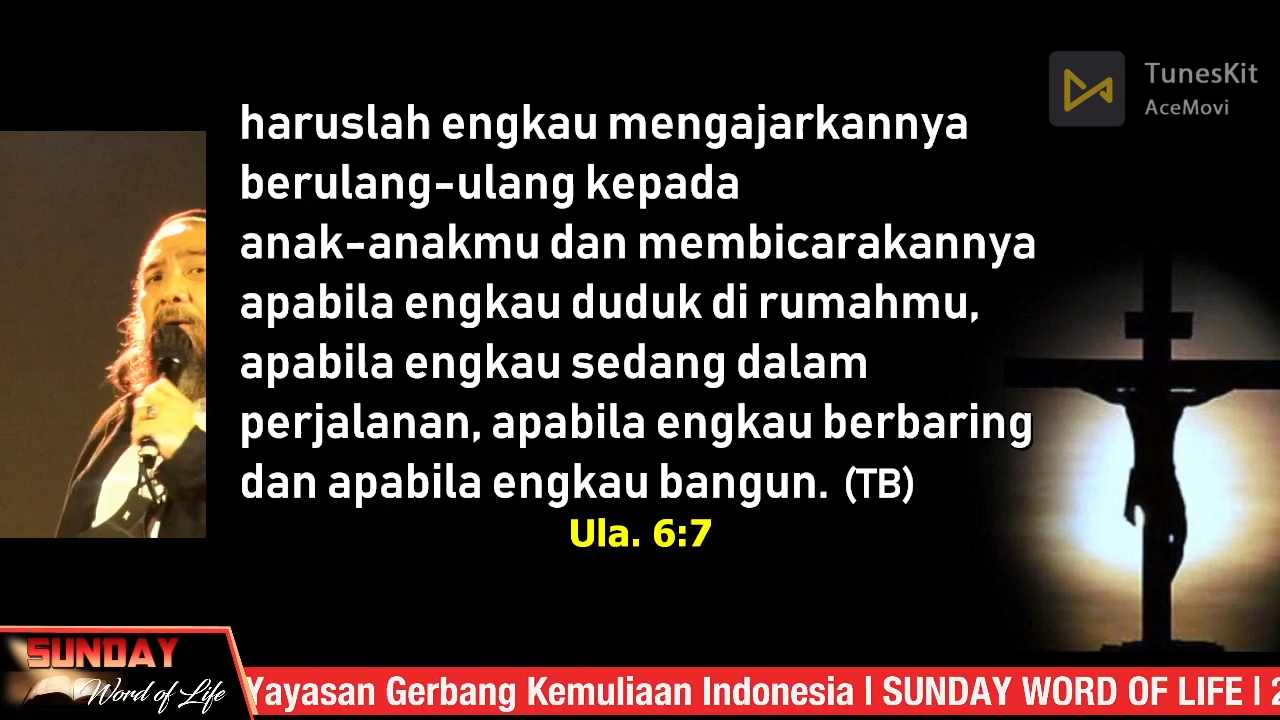 TunesKit
AceMovi
haruslah engkau mengajarkannya
berulang-ulang kepada
anak-anakmu dan membicarakannya
apabila engkau duduk di rumahmu,
apabila engkau sedang dalam
perjalanan, apabila engkau berbaring
dan apabila engkau bangun. (TB)
Ula. 6:7
SUNDAY
Word of Life
Yayasan Gerbang Kemuliaan Indonesia | SUNDAY WORD OF LIFE | 2